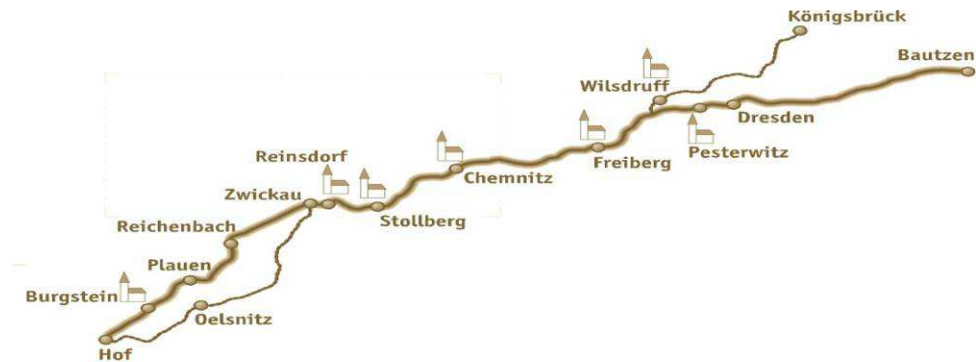 Königsbrück
Bautzen
Wilsdruff
Dresden
Pesterwitz
Freiberg
Reinsdorf
Chemnitz
Zwickau
Stollberg
Reichenbach
Plauen
Burgstein
Oelsnitz
Hof